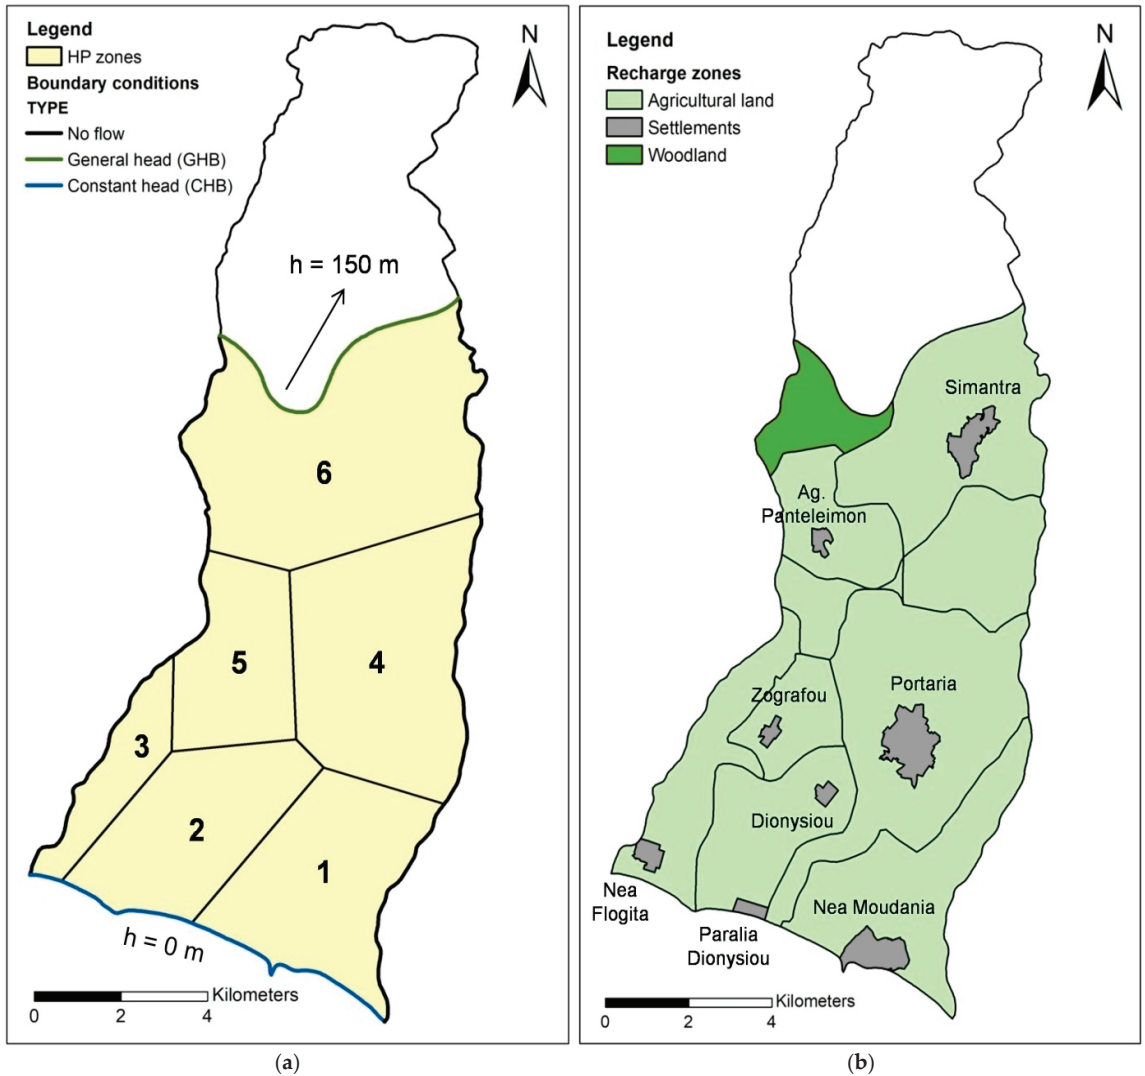 Legend
HP zones
Boundary conditions
TYPE
No flow
General head (GHB)
Constant head (CHB)
N
h = 150 m
6
5
4
3
2
1
h = 0 m
Kilometers
0 2 4
(a)
Legend
Recharge zones
Agricultural land
Settlements
Woodland
N
Simantra
Ag.
Panteleimon
Zografou
Portaria
Dionysiou
Nea
Flogita
Paralia
Dionysiou
Nea Moudania
Kilometers
0 2 4
(b)